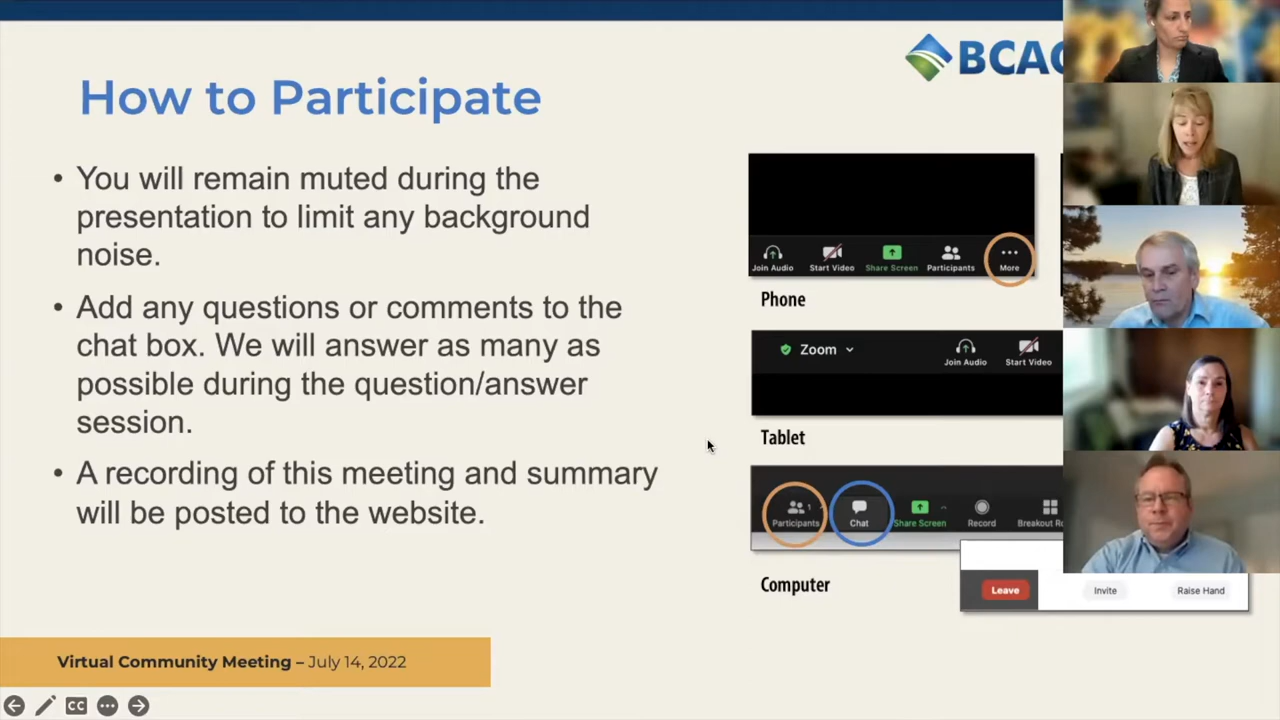 How to Participate
• You will remain muted during the
presentation to limit any background
noise.
• Add any questions or comments to the
chat box. We will answer as many as
possible during the question/answer
session.
• A recording of this meeting and summary
will be posted to the website.
Virtual Community Meeting – July 14, 2022
CC
Join Audio Start Video Share Screen Participants More
Phone
Zoom
Join Audio Start Video
Tablet
Participants 1 Chat Share Screen Record Breakout
Computer
Leave Invite Raise Hand